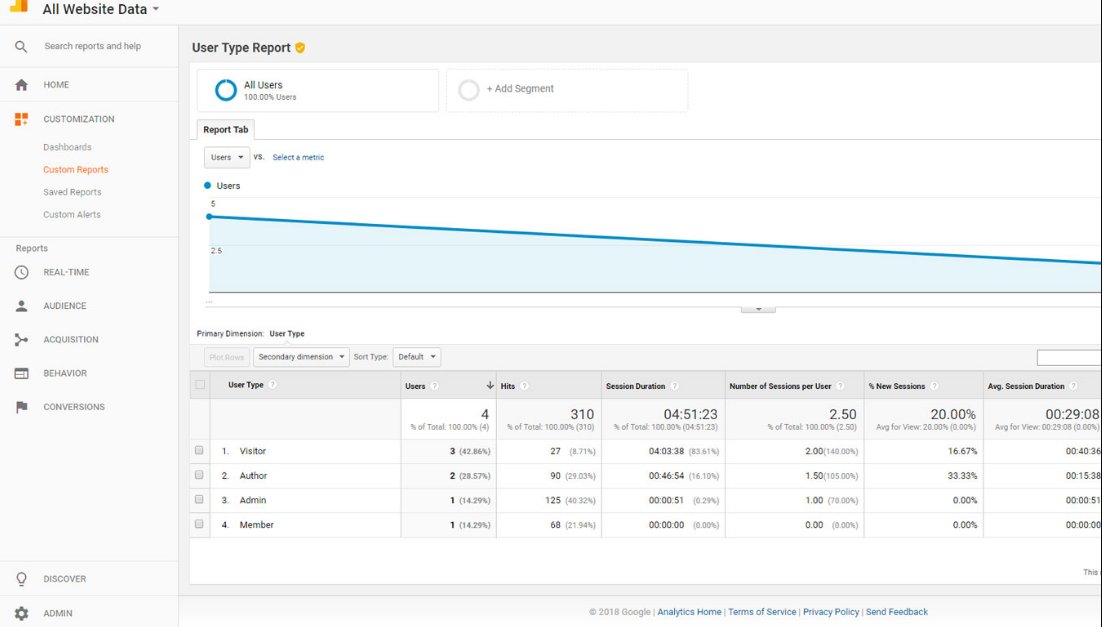 All Website Data
Search reports and help
HOME
CUSTOMIZATION
Dashboards
Custom Reports
Saved Reports
Custom Alerts
Reports
REAL-TIME
AUDIENCE
ACQUISITION
BEHAVIOR
CONVERSIONS
DISCOVER
ADMIN
User Type Report
All Users
100.00% Users
+ Add Segment
Report Tab
Users VS. Select a metric
Users
5
2.5
...
Primary Dimension: User Type
Plot Rows Secondary dimension Sort Type: Default
User Type ? Users ? Hits ? Session Duration ? Number of Sessions per User ? % New Sessions ? Avg. Session Duration ?
4 310 04:51:23 2.50 20.00% 00:29:08
% of Total: 100.00% (4) % of Total: 100.00% (310) % of Total: 100.00% (04:51:23) % of Total: 100.00% (2.50) Avg for View: 20.00% (0.00%) Avg for View: 00:29:08 (0.00%)
1. Visitor 3 (42.86%) 27 (8.71%) 04:03:38 (83.61%) 2.00(140.00%) 16.67% 00:40:36
2. Author 2 (28.57%) 90 (29.03%) 00:46:54 (16.10%) 1.50(105.00%) 33.33% 00:15:38
3. Admin 1 (14.29%) 125 (40.32%) 00:00:51 (0.29%) 1.00 (70.00%) 0.00% 00:00:51
4. Member 1 (14.29%) 68 (21.94%) 00:00:00 (0.00%) 0.00 (0.00%) 0.00% 00:00:00
This
© 2018 Google | Analytics Home | Terms of Service | Privacy Policy | Send Feedback